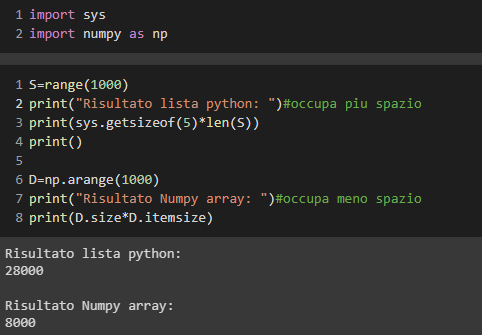 1 import sys
2 import numpy as np
1 S=range(1000)
2 print("Risultato lista python: ")#occupa piu spazio
3 print(sys.getsizeof(5)*len(S))
4 print()
5
6 D=np.arange(1000)
7 print("Risultato Numpy array: ")#occupa meno spazio
8 print(D.size*D.itemsize)
Risultato lista python:
28000
Risultato Numpy array:
8000